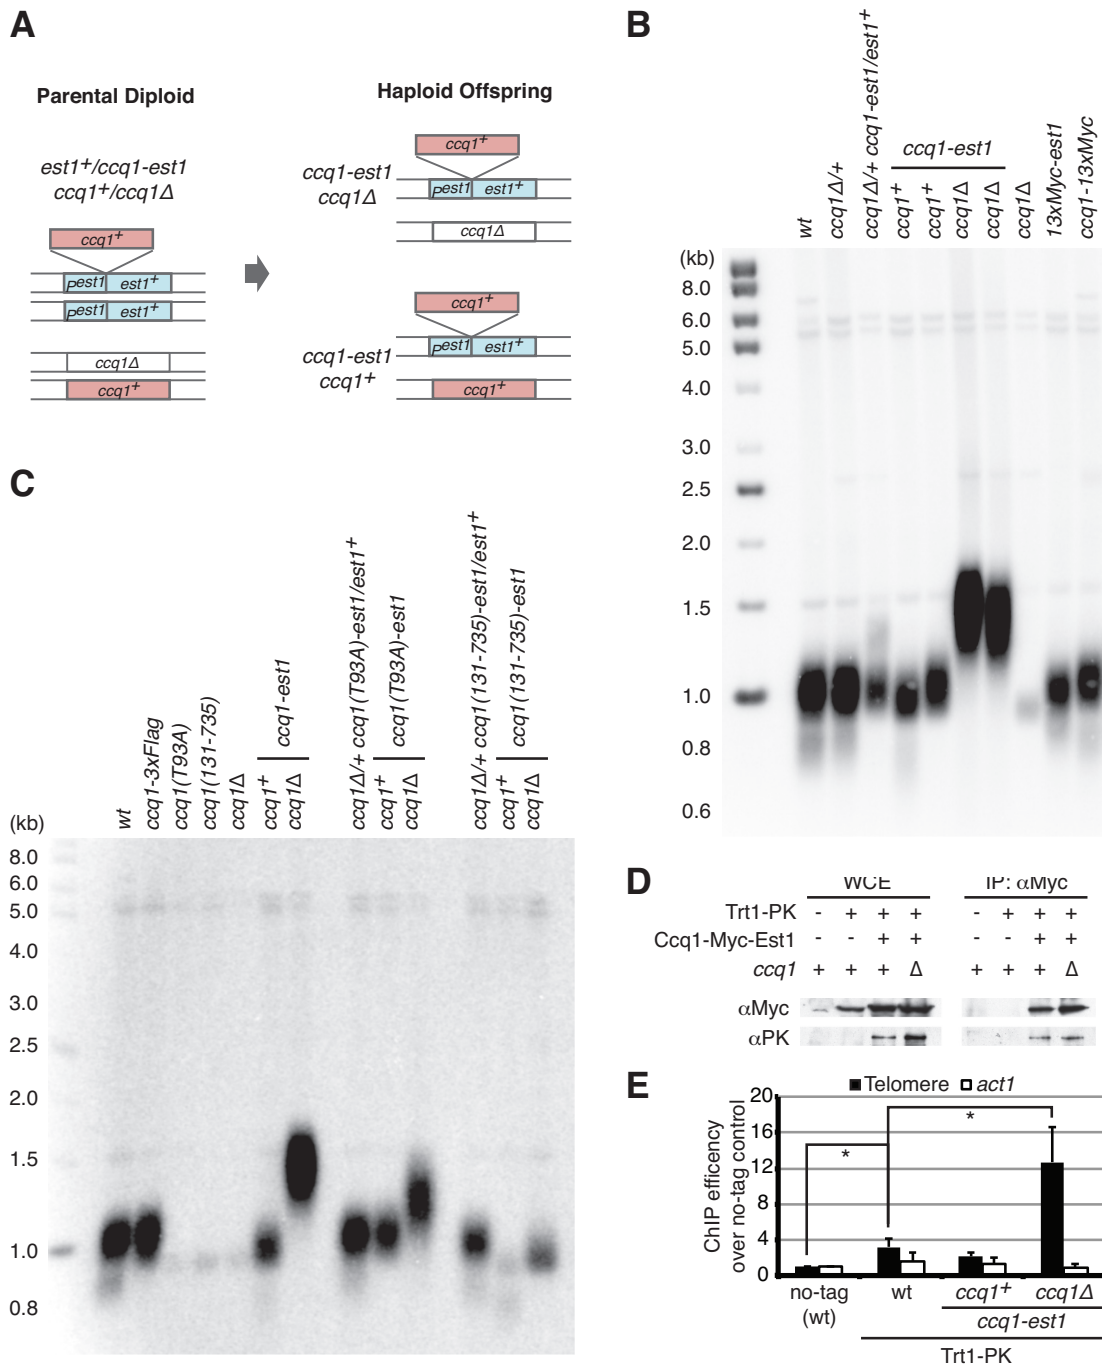 A
Parental Diploid
est1+/ccq1-est1
ccq1+/ccq1Δ
ccq1+
Pest1 est1+
Pest1 est1+
ccq1Δ
ccq1+
Haploid Offspring
ccq1-est1
ccq1Δ
ccq1+
Pest1 est1+
ccq1Δ
ccq1-est1
ccq1+
ccq1+
Pest1 est1+
ccq1+
B
wt
ccq1Δ/+
ccq1Δ/+ ccq1-est1/est1+
ccq1-est1
ccq1+
ccq1+
ccq1Δ
ccq1Δ
ccq1Δ
13xMyc-est1
ccq1-13xMyc
(kb)
8.0
6.0
5.0
4.0
3.0
2.5
2.0
1.5
1.0
0.8
0.6
C
wt
ccq1-3xFlag
ccq1(T93A)
ccq1(131-735)
ccq1Δ
ccq1-est1
ccq1+
ccq1Δ
ccq1Δ/+ ccq1(T93A)-est1/est1+
ccq1(T93A)-est1
ccq1+
ccq1Δ
ccq1Δ/+ ccq1(131-735)-est1/est1+
ccq1(131-735)-est1
ccq1+
ccq1Δ
(kb)
8.0
6.0
5.0
4.0
3.0
2.5
2.0
1.5
1.0
0.8
D
WCE IP: αMyc
Trt1-PK - + + + - + + +
Ccq1-Myc-Est1 - - + + - - + +
ccq1 + + + Δ + + + Δ
αMyc
αPK
E
Telomere act1
ChIP efficency
over no-tag control
20
16
12
8
4
0
* *
no-tag
(wt)
wt
ccq1+ ccq1Δ
ccq1-est1
Trt1-PK